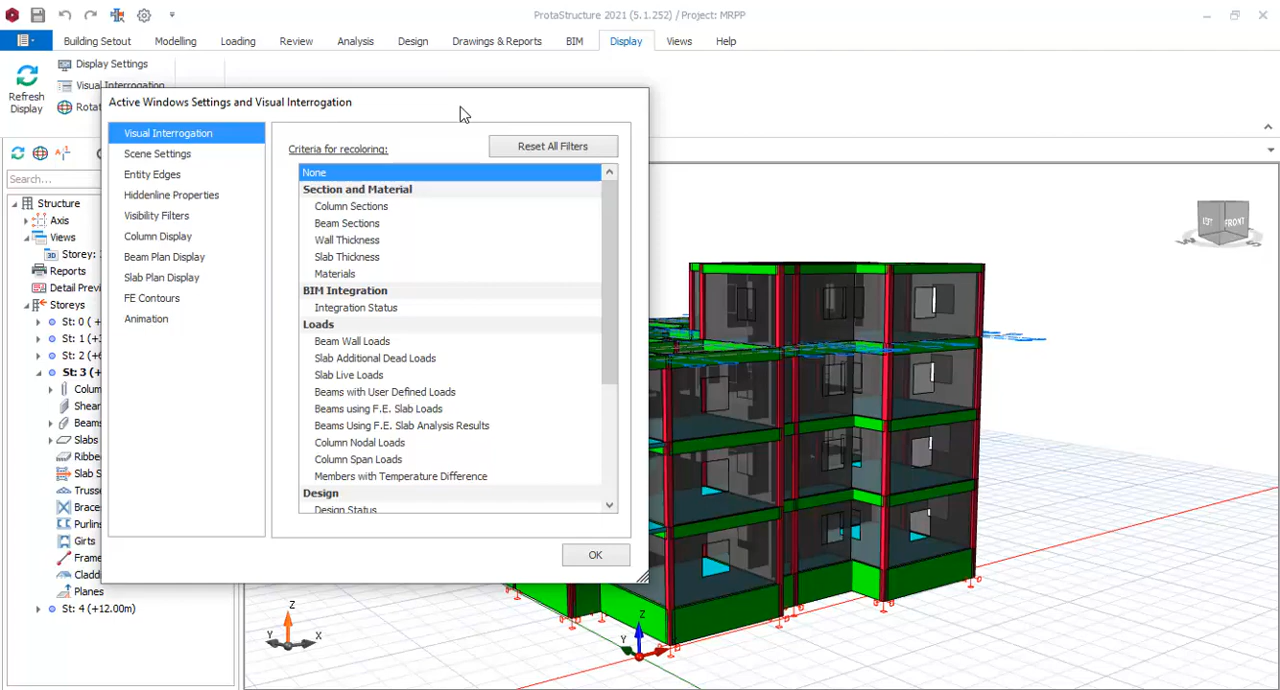 ProtaStructure 2021 (5.1.252) / Project: MRPP
Building Setout Modelling Loading Review Analysis Design Drawings & Reports BIM Display Views Help
Refresh Display
Display Settings
Visual Interrogation
Active Windows Settings and Visual Interrogation
Visual Interrogation
Scene Settings
Entity Edges
Hiddenline Properties
Visibility Filters
Column Display
Beam Plan Display
Slab Plan Display
FE Contours
Animation
Criteria for recoloring:
Reset All Filters
None
Section and Material
Column Sections
Beam Sections
Wall Thickness
Slab Thickness
Materials
BIM Integration
Integration Status
Loads
Beam Wall Loads
Slab Additional Dead Loads
Slab Live Loads
Beams with User Defined Loads
Beams using F.E. Slab Loads
Beams Using F.E. Slab Analysis Results
Column Nodal Loads
Column Span Loads
Members with Temperature Difference
Design
Design Status
OK
Search...
Structure
Axis
Views
Storey:
Reports
Detail Previ
Storeys
St: 0 ( +
St: 1 ( +
St: 2 (+
St: 3 (+
Colum
Shear
Beams
Slabs
Ribbe
Slab S
Trusse
Brace
Purlin
Girts
Frame
Cladd
Planes
St: 4 (+12.00m)
LEFT FRONT
Z
Y X
Z
Y